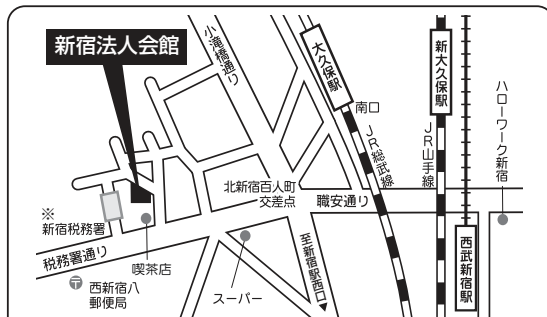 新宿法人会館
小滝橋通り
大久保駅
新大久保駅
南口
JR総武線
JR山手線
ハローワーク新宿
北新宿百人町
交差点
職安通り
※
新宿税務署
税務署通り
喫茶店
〒
西新宿八
郵便局
スーパー
至新宿駅西口
西武新宿駅